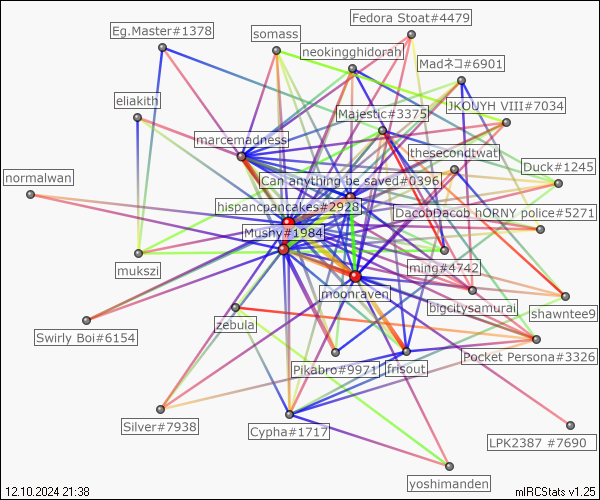 Fedora Stoat#4479
Eg.Master#1378
somass
neokingghidorah
Madネコ#6901
eliakith
JKOUYH VIII#7034
Majestic#3375
marcemadness
thesecondtwat
Duck#1245
normalwan
Can anything be saved#0396
hispancpancakes#2928
DacobDacob hORNY police#5271
Mushy#1984
mukszi
ming#4742
moonraven
bigcitysamurai
shawntee9
zebula
Swirly Boi#6154
Pocket Persona#3326
Pikabro#9971
frisout
Silver#7938
Cypha#1717
LPK2387 #7690
yoshimanden
12.10.2024 21:38
mIRCStats v1.25